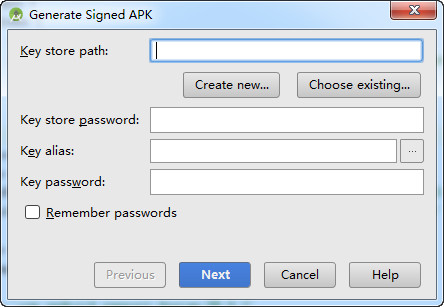 Generate Signed APK
Key store path:
Create new... Choose existing...
Key store password:
Key alias:
...
Key password:
Remember passwords
Previous Next Cancel Help